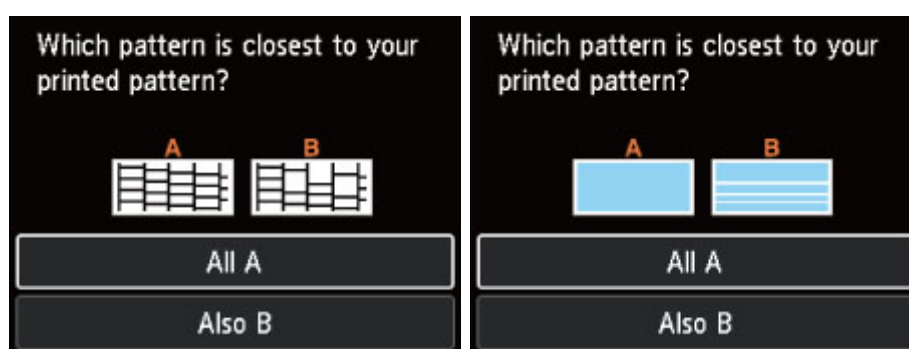 Which pattern is closest to your
printed pattern?
A B
All A
Also B
Which pattern is closest to your
printed pattern?
A B
All A
Also B